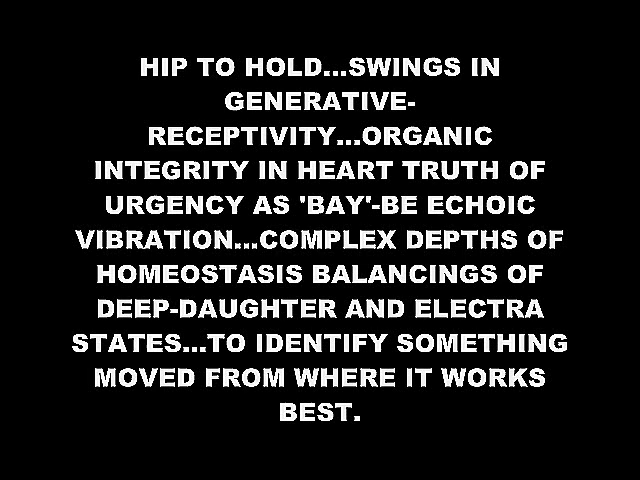 HIP TO HOLD...SWINGS IN
GENERATIVE-
RECEPTIVITY...ORGANIC
INTEGRITY IN HEART TRUTH OF
URGENCY AS 'BAY'-BE ECHOIC
VIBRATION...COMPLEX DEPTHS OF
HOMEOSTASIS BALANCINGS OF
DEEP-DAUGHTER AND ELECTRA
STATES...TO IDENTIFY SOMETHING
MOVED FROM WHERE IT WORKS
BEST.